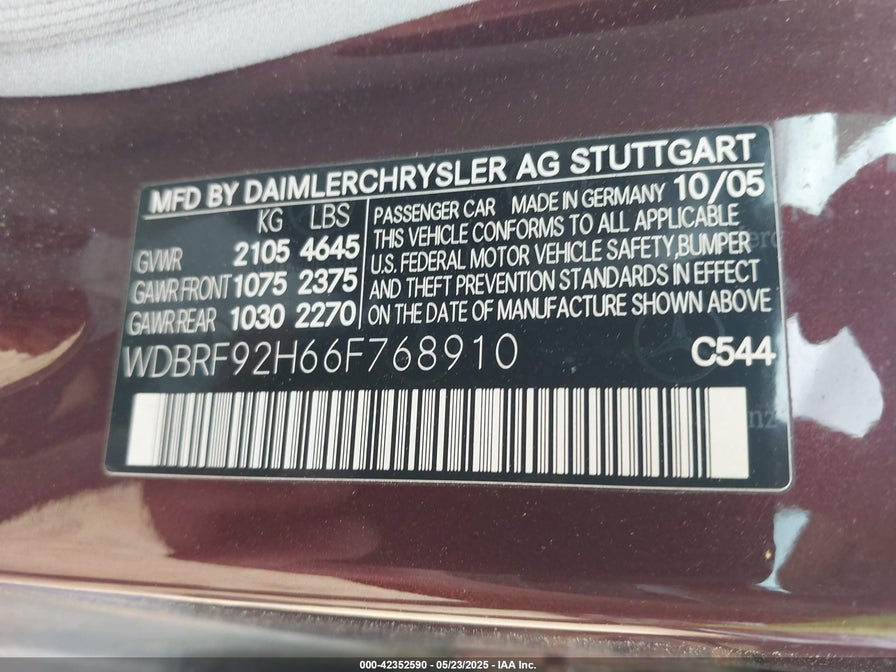 MFD BY DAIMLERCHRYSLER AG STUTTGART
KG LBS
GVWR 2105 4645
GAWR FRONT 1075 2375
GAWR REAR 1030 2270
PASSENGER CAR MADE IN GERMANY 10/05
THIS VEHICLE CONFORMS TO ALL APPLICABLE
U.S. FEDERAL MOTOR VEHICLE SAFETY, BUMPER
AND THEFT PREVENTION STANDARDS IN EFFECT
ON THE DATE OF MANUFACTURE SHOWN ABOVE
WDBRF92H66F768910 C544
000-42352590 - 05/23/2025 - IAA Inc.